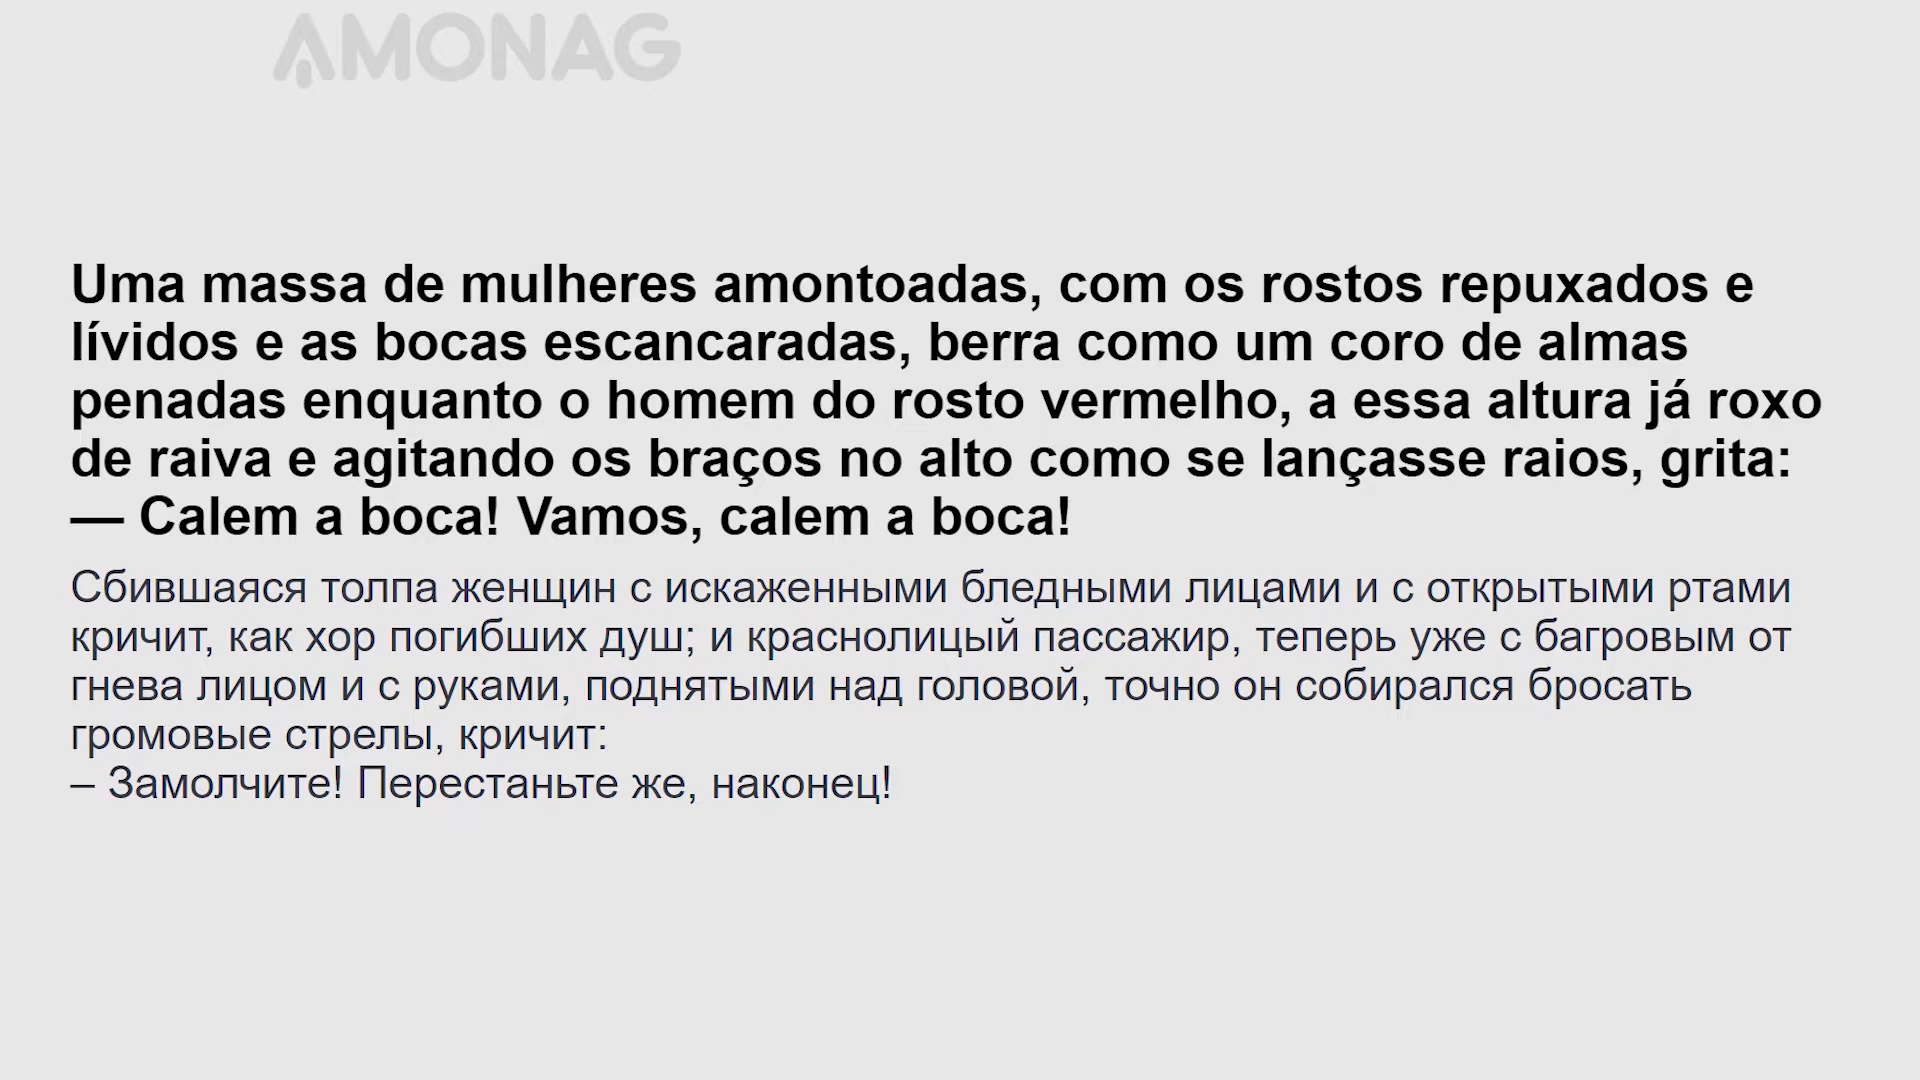 AMONAG
Uma massa de mulheres amontoadas, com os rostos repuxados e
lívidos e as bocas escancaradas, berra como um coro de almas
penadas enquanto o homem do rosto vermelho, a essa altura já roxo
de raiva e agitando os braços no alto como se lançasse raios, grita:
— Calem a boca! Vamos, calem a boca!
Сбившаяся толпа женщин с искаженными бледными лицами и с открытыми ртами
кричит, как хор погибших душ; и краснолицый пассажир, теперь уже с багровым от
гнева лицом и с руками, поднятыми над головой, точно он собирался бросать
громовые стрелы, кричит:
– Замолчите! Перестаньте же, наконец!